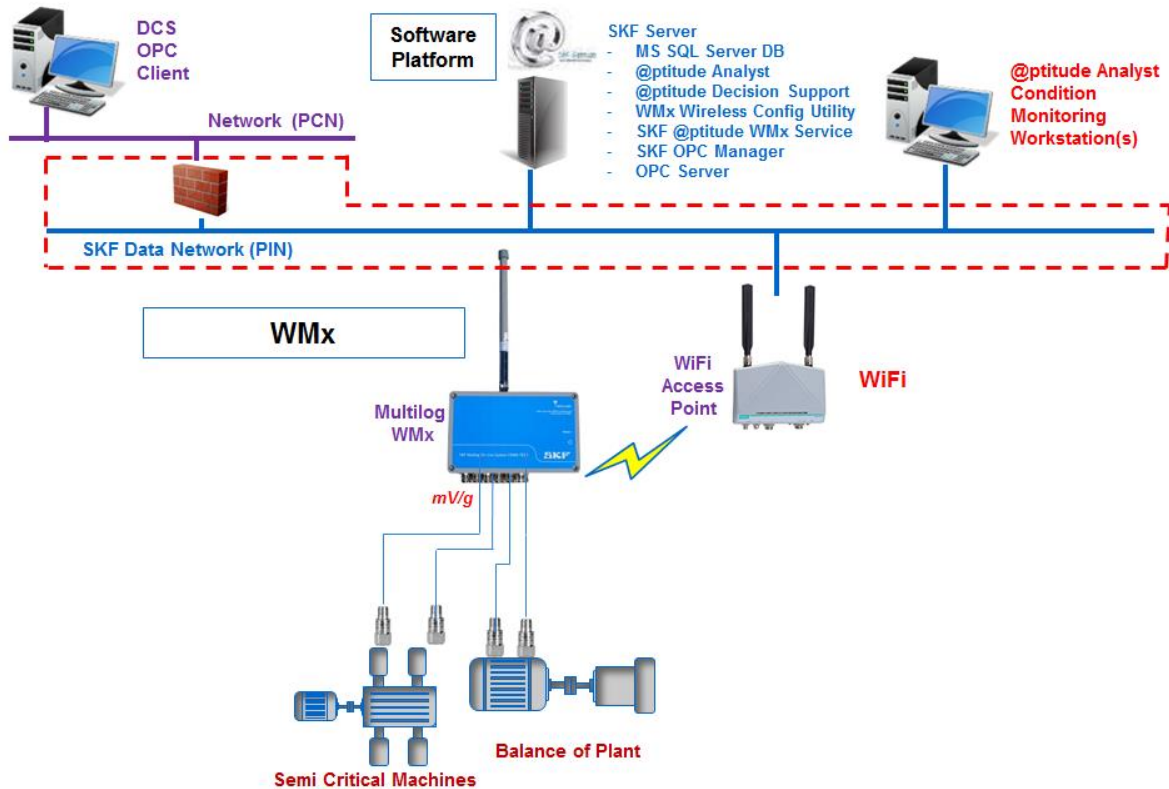 DCS
OPC
Client
Software
Platform
SKF Server
- MS SQL Server DB
- @ptitude Analyst
- @ptitude Decision Support
- WMx Wireless Config Utility
- SKF @ptitude WMx Service
- SKF OPC Manager
- OPC Server
@ptitude Analyst
Condition
Monitoring
Workstation(s)
Network (PCN)
SKF Data Network (PIN)
WMx
WiFi
Access
Point
WiFi
Multilog
WMx
SKF
mV/g
Balance of Plant
Semi Critical Machines